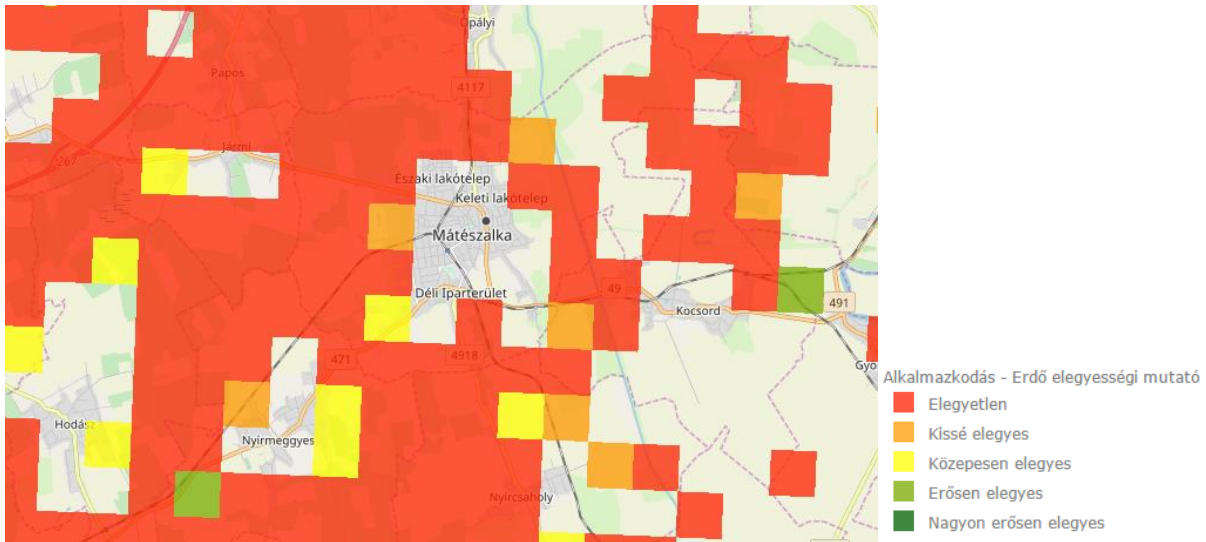 Opályi
Papos
4117
267
Jármi
Északi lakótelep
Keleti lakótelep
Mátészalka
Déli Iparterület
49
Kocsord
491
471
4918
Hodász
Nyírmeggyes
Nyírcsaholy
Alkalmazkodás - Erdő elegyességi mutató
Elegyetlen
Kissé elegyes
Közepesen elegyes
Erősen elegyes
Nagyon erősen elegyes